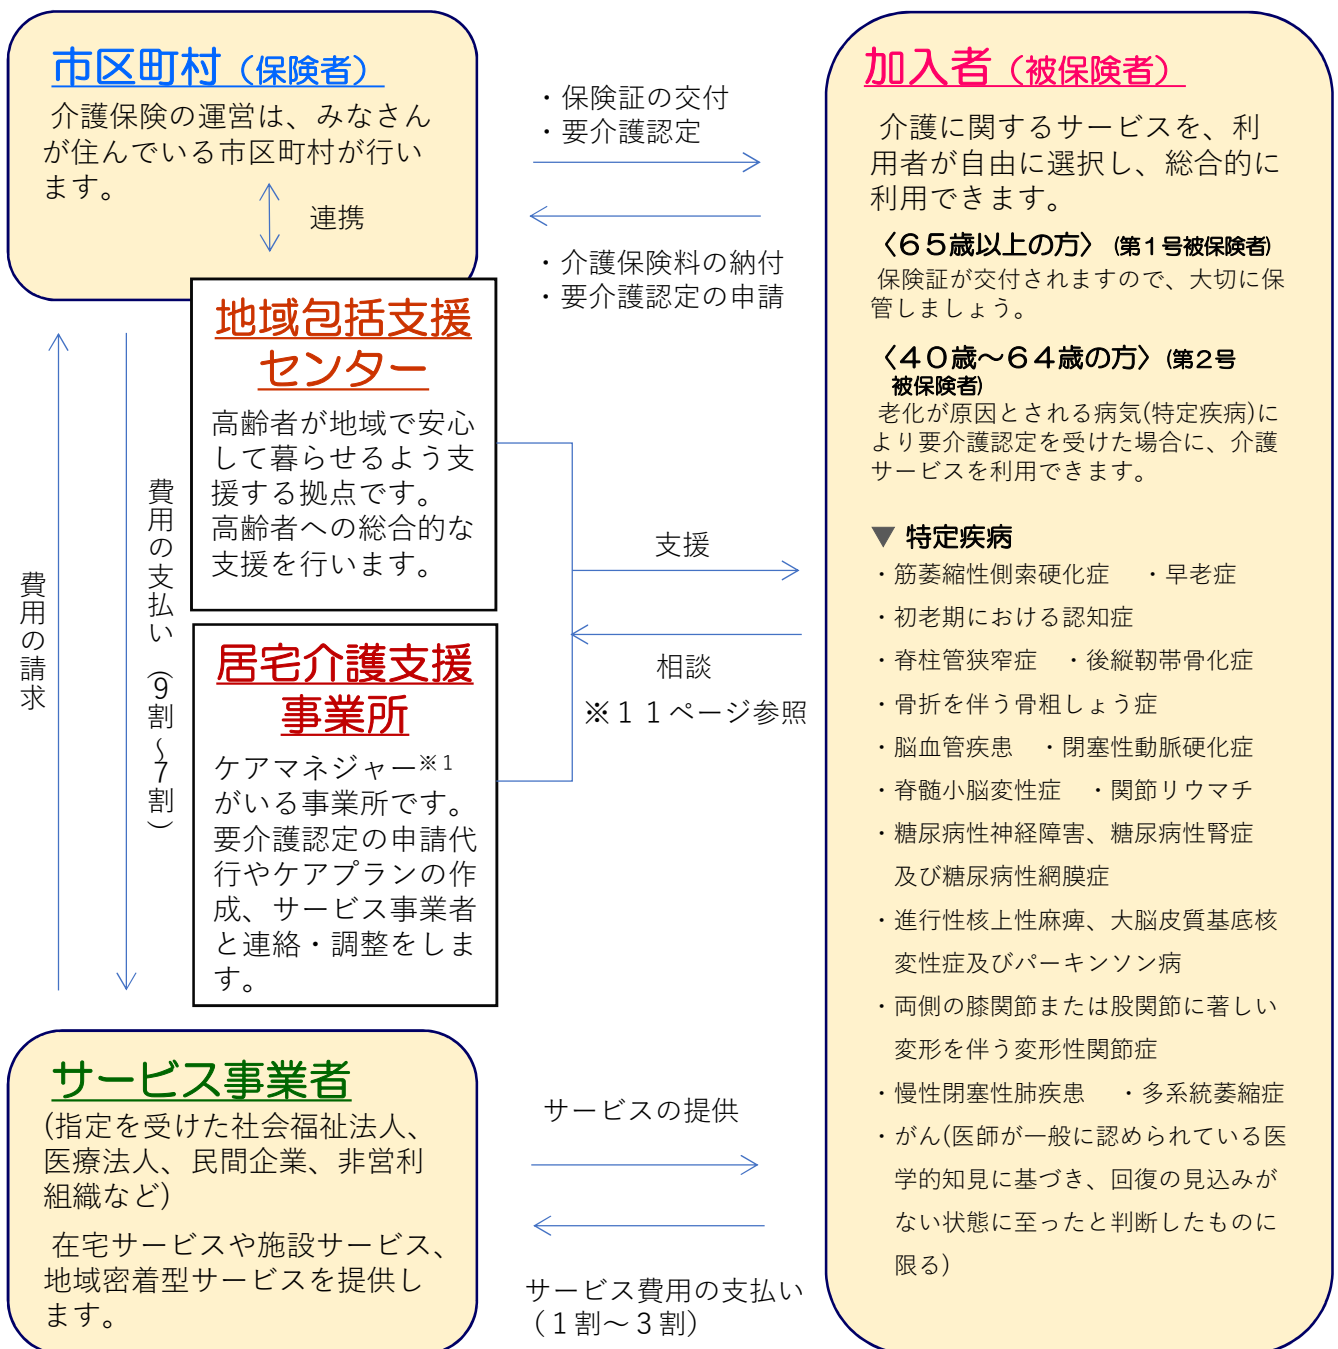 市区町村（保険者）
介護保険の運営は、みなさん
が住んでいる市区町村が行い
ます。
連携
・保険証の交付
・要介護認定
・介護保険料の納付
・要介護認定の申請
地域包括支援
センター
高齢者が地域で安心
して暮らせるよう支
援する拠点です。
高齢者への総合的な
支援を行います。
費用の請求
費用の支払い（9割～7割）
居宅介護支援
事業所
ケアマネジャー※1
がいる事業所です。
要介護認定の申請代
行やケアプランの作
成、サービス事業者
と連絡・調整をしま
す。
支援
相談
※１１ページ参照
サービス事業者
(指定を受けた社会福祉法人、
医療法人、民間企業、非営利
組織など)
在宅サービスや施設サービス、
地域密着型サービスを提供し
ます。
サービスの提供
サービス費用の支払い
（１割～３割）
加入者（被保険者）
介護に関するサービスを、利
用者が自由に選択し、総合的に
利用できます。
〈６５歳以上の方〉(第１号被保険者)
保険証が交付されますので、大切に保
管しましょう。
〈４０歳～６４歳の方〉(第２号
被保険者)
老化が原因とされる病気(特定疾病)に
より要介護認定を受けた場合に、介護
サービスを利用できます。
▼ 特定疾病
・筋萎縮性側索硬化症　・早老症
・初老期における認知症
・脊柱管狭窄症　・後縦靭帯骨化症
・骨折を伴う骨粗しょう症
・脳血管疾患　・閉塞性動脈硬化症
・脊髄小脳変性症　・関節リウマチ
・糖尿病性神経障害、糖尿病性腎症
及び糖尿病性網膜症
・進行性核上性麻痺、大脳皮質基底核
変性症及びパーキンソン病
・両側の膝関節または股関節に著しい
変形を伴う変形性関節症
・慢性閉塞性肺疾患　・多系統萎縮症
・がん(医師が一般に認められている医
学的知見に基づき、回復の見込みが
ない状態に至ったと判断したものに
限る)